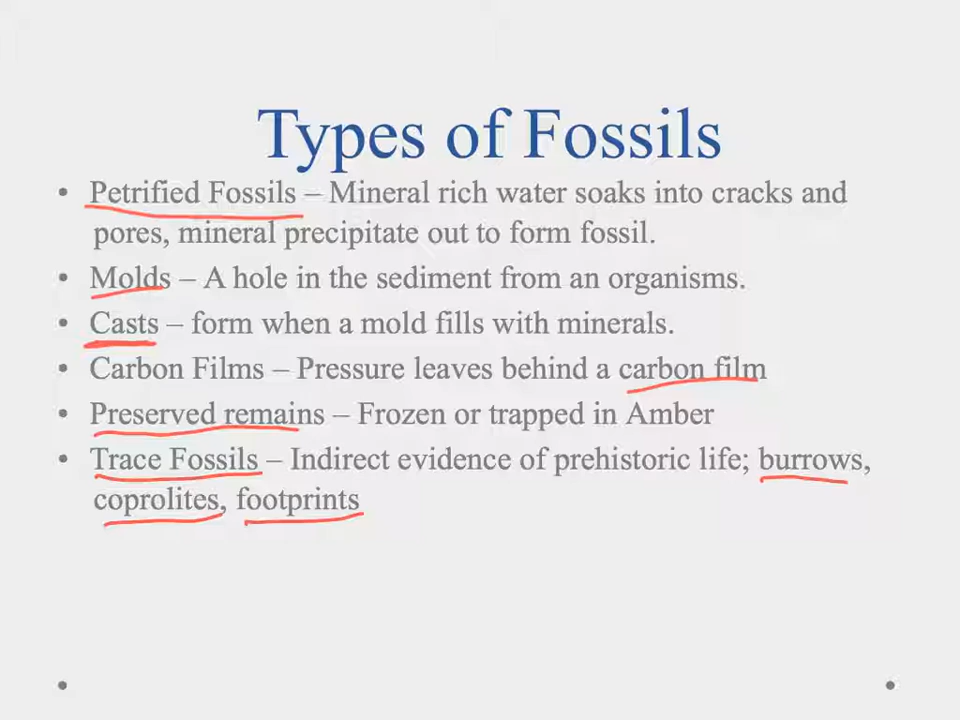 Types of Fossils
• Petrified Fossils – Mineral rich water soaks into cracks and
pores, mineral precipitate out to form fossil.
• Molds – A hole in the sediment from an organisms.
• Casts – form when a mold fills with minerals.
• Carbon Films – Pressure leaves behind a carbon film
• Preserved remains – Frozen or trapped in Amber
• Trace Fossils – Indirect evidence of prehistoric life; burrows,
coprolites, footprints